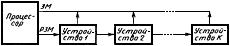 Процес-
сор
ЗМ
РЗМ
Устрой-
ство 1
Устрой-
ство 2
Устрой-
ство К